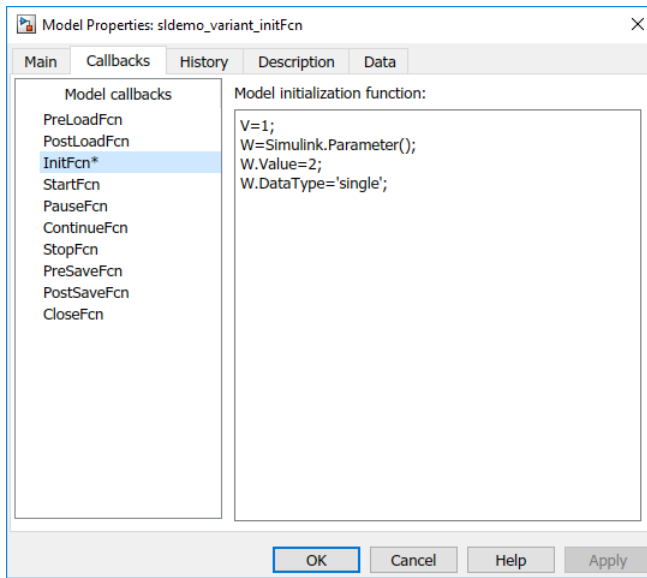 Model Properties: sldemo_variant_initFcn
Main Callbacks History Description Data
Model callbacks
PreLoadFcn
PostLoadFcn
InitFcn*
StartFcn
PauseFcn
ContinueFcn
StopFcn
PreSaveFcn
PostSaveFcn
CloseFcn
Model initialization function:
V=1;
W=Simulink.Parameter();
W.Value=2;
W.DataType='single';
OK Cancel Help Apply